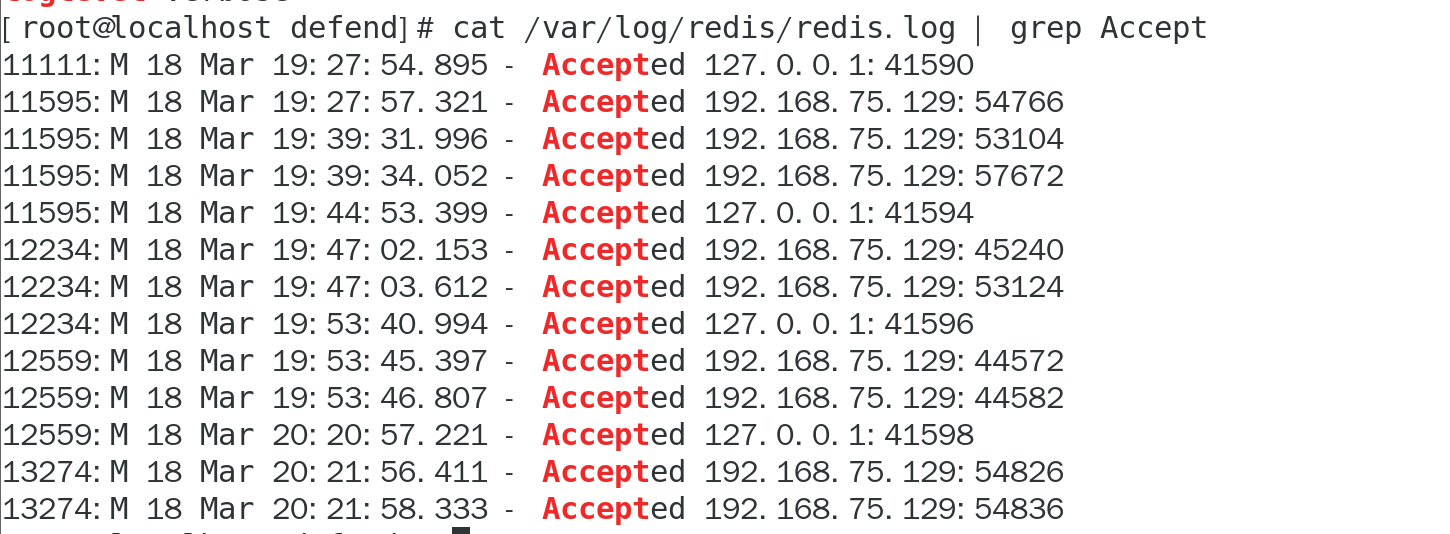 [root@localhost defend]# cat /var/log/redis/redis.log | grep Accept
11111:M 18 Mar 19:27:54.895 - Accepted 127.0.0.1:41590
11595:M 18 Mar 19:27:57.321 - Accepted 192.168.75.129:54766
11595:M 18 Mar 19:39:31.996 - Accepted 192.168.75.129:53104
11595:M 18 Mar 19:39:34.052 - Accepted 192.168.75.129:57672
11595:M 18 Mar 19:44:53.399 - Accepted 127.0.0.1:41594
12234:M 18 Mar 19:47:02.153 - Accepted 192.168.75.129:45240
12234:M 18 Mar 19:47:03.612 - Accepted 192.168.75.129:53124
12234:M 18 Mar 19:53:40.994 - Accepted 127.0.0.1:41596
12559:M 18 Mar 19:53:45.397 - Accepted 192.168.75.129:44572
12559:M 18 Mar 19:53:46.807 - Accepted 192.168.75.129:44582
12559:M 18 Mar 20:20:57.221 - Accepted 127.0.0.1:41598
13274:M 18 Mar 20:21:56.411 - Accepted 192.168.75.129:54826
13274:M 18 Mar 20:21:58.333 - Accepted 192.168.75.129:54836